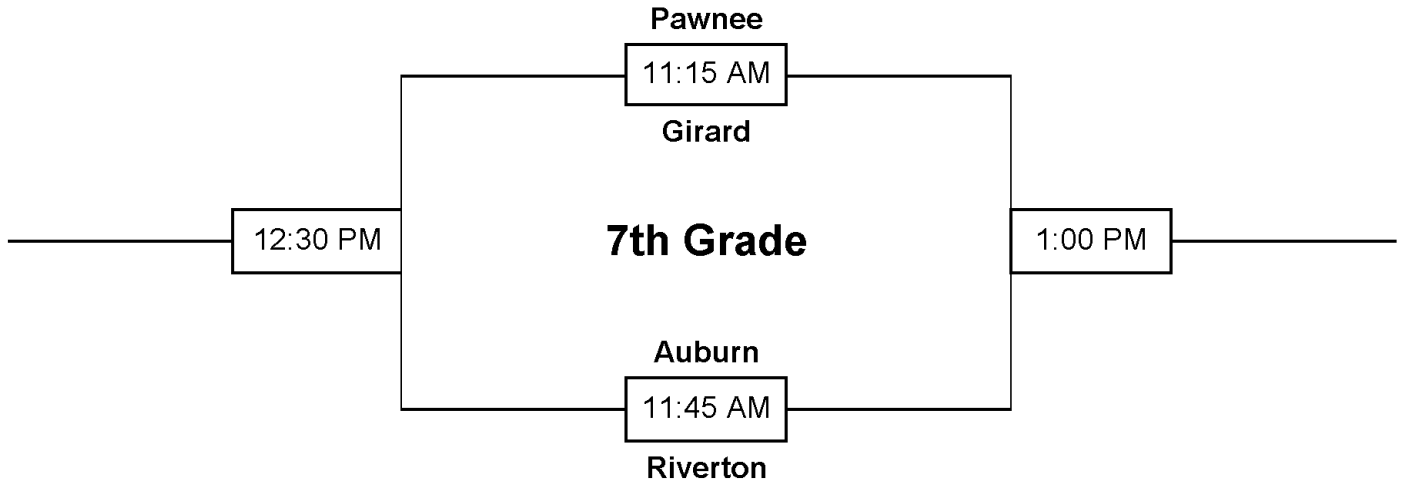 Pawnee
11:15 AM
Girard
12:30 PM
7th Grade
1:00 PM
Auburn
11:45 AM
Riverton